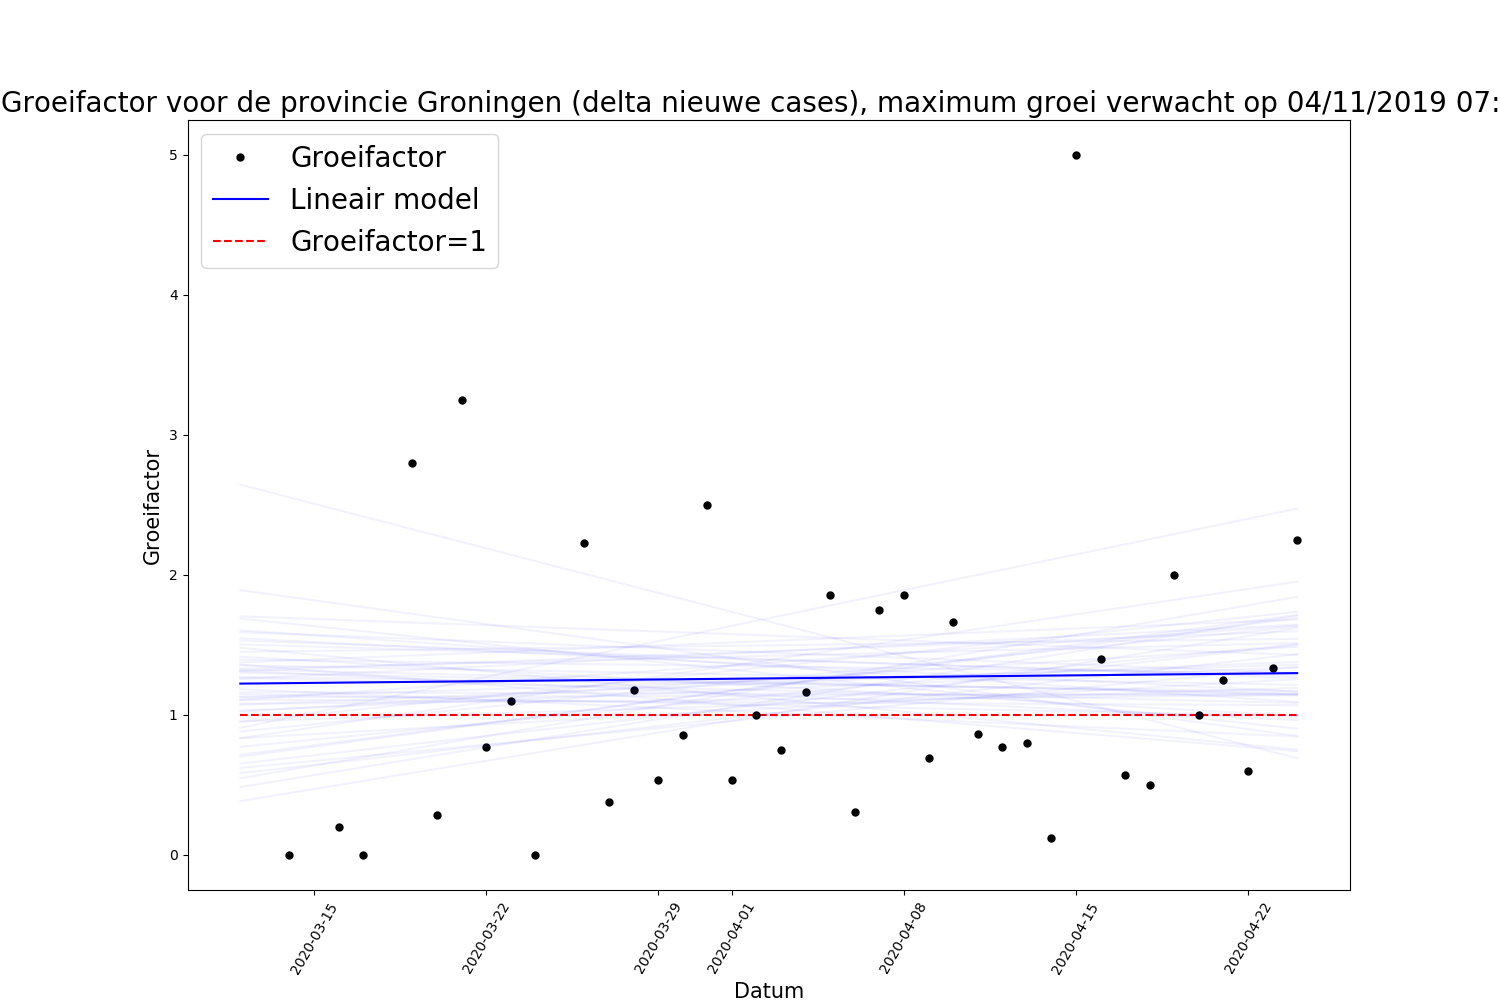 Groeifactor voor de provincie Groningen (delta nieuwe cases), maximum groei verwacht op 04/11/2019 07:
Groeifactor
Lineair model
Groeifactor=1
5
4
3
2
1
0
Groeifactor
2020-03-15
2020-03-22
2020-03-29
2020-04-01
2020-04-08
2020-04-15
2020-04-22
Datum